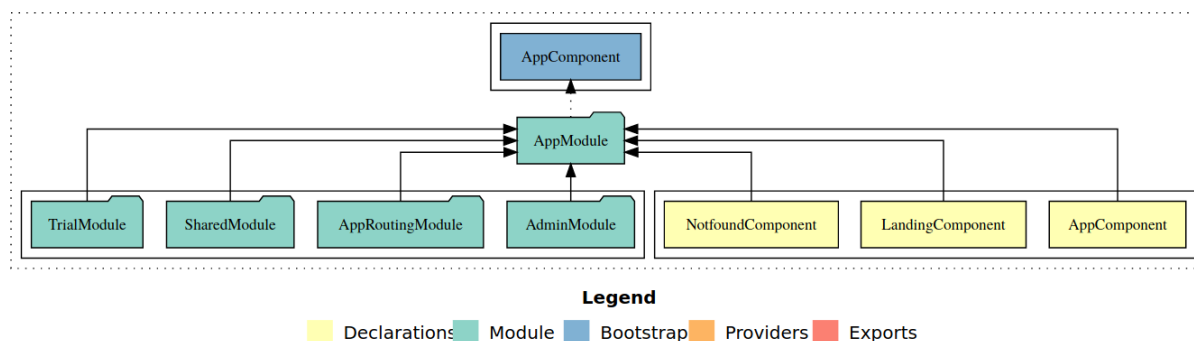 AppComponent
AppModule
TrialModule SharedModule AppRoutingModule AdminModule NotfoundComponent LandingComponent AppComponent
Legend
Declarations Module Bootstrap Providers Exports